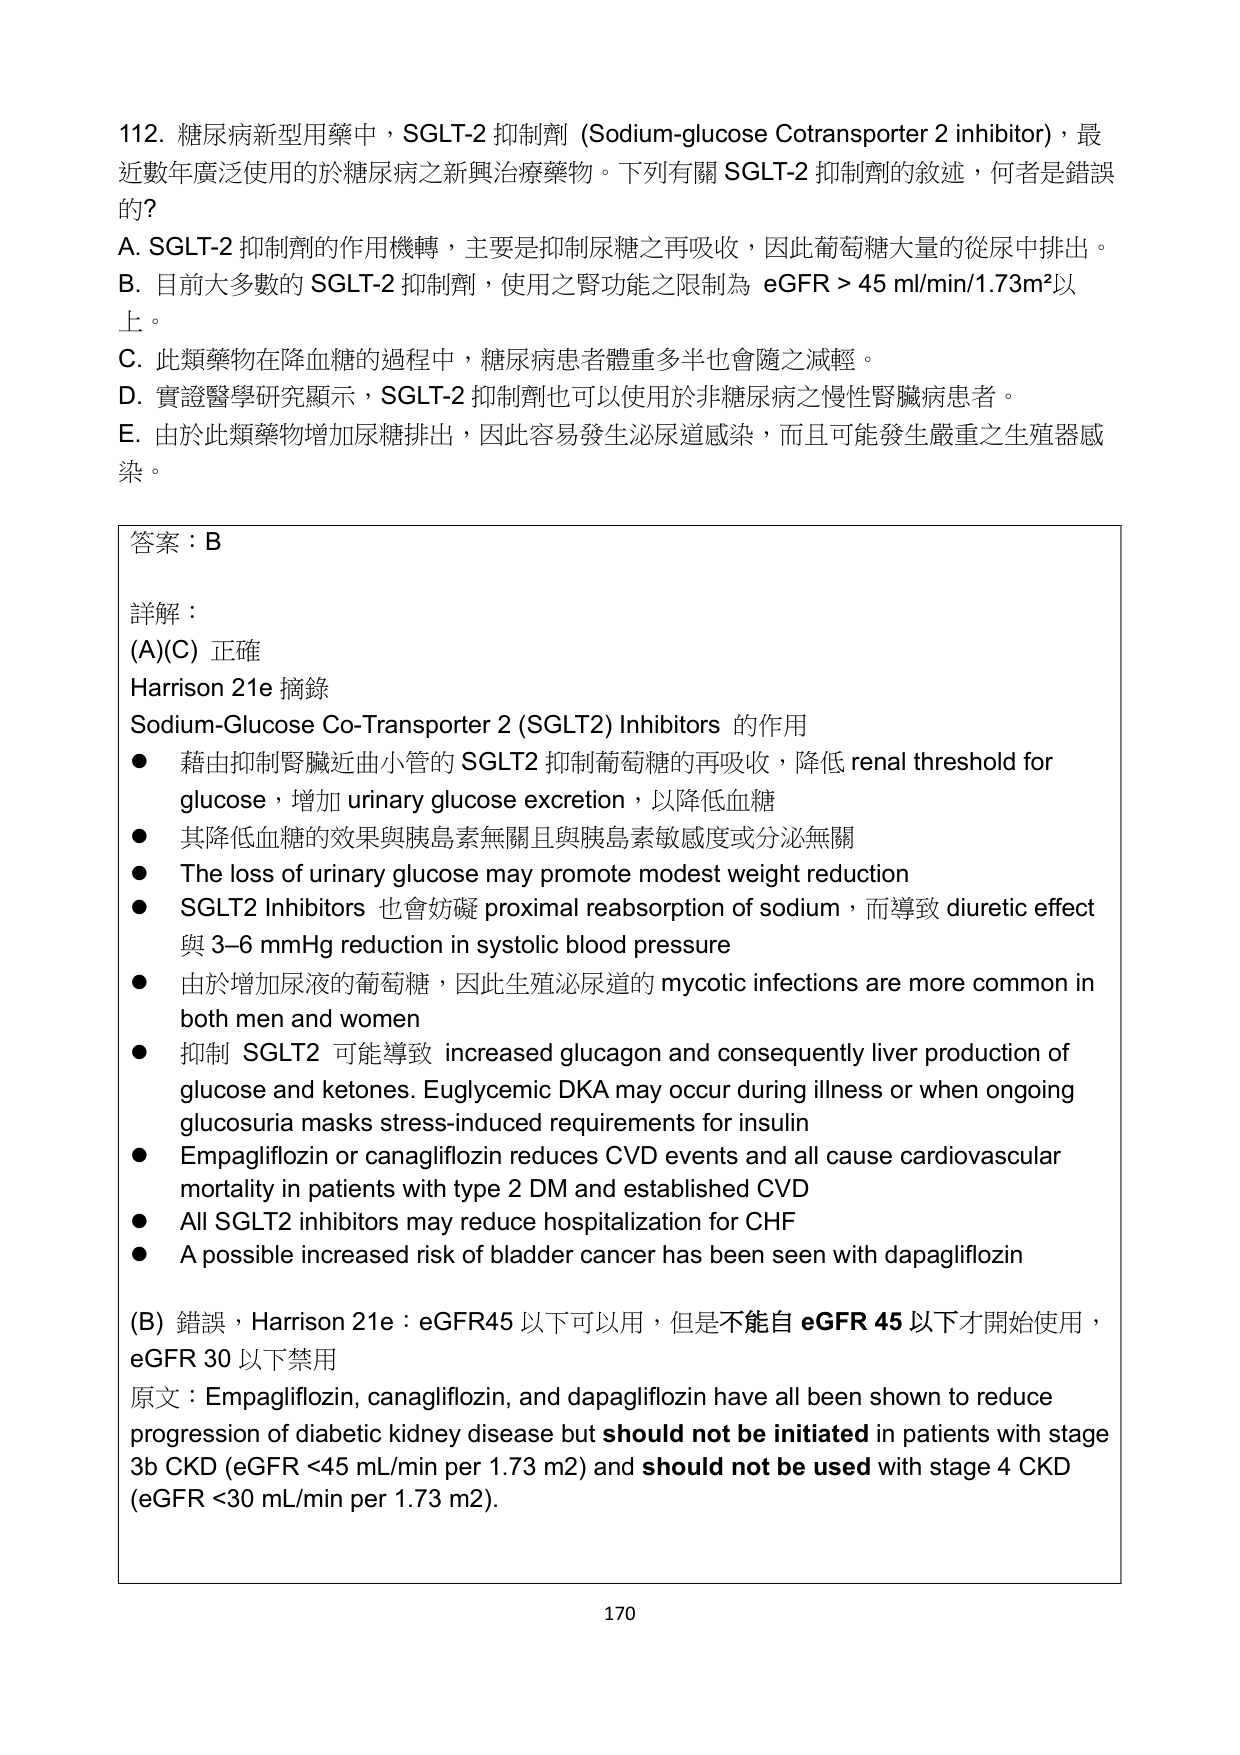 112. 糖尿病新型用藥中，SGLT-2 抑制劑 (Sodium-glucose Cotransporter 2 inhibitor)，最
近數年廣泛使用的於糖尿病之新興治療藥物。下列有關 SGLT-2 抑制劑的敘述，何者是錯誤
的?
A. SGLT-2 抑制劑的作用機轉，主要是抑制尿糖之再吸收，因此葡萄糖大量的從尿中排出。
B. 目前大多數的 SGLT-2 抑制劑，使用之腎功能之限制為 eGFR > 45 ml/min/1.73m²以
上。
C. 此類藥物在降血糖的過程中，糖尿病患者體重多半也會隨之減輕。
D. 實證醫學研究顯示，SGLT-2 抑制劑也可以使用於非糖尿病之慢性腎臟病患者。
E. 由於此類藥物增加尿糖排出，因此容易發生泌尿道感染，而且可能發生嚴重之生殖器感
染。
答案：B
詳解：
(A)(C) 正確
Harrison 21e 摘錄
Sodium-Glucose Co-Transporter 2 (SGLT2) Inhibitors 的作用
● 藉由抑制腎臟近曲小管的 SGLT2 抑制葡萄糖的再吸收，降低 renal threshold for
glucose，增加 urinary glucose excretion，以降低血糖
● 其降低血糖的效果與胰島素無關且與胰島素敏感度或分泌無關
● The loss of urinary glucose may promote modest weight reduction
● SGLT2 Inhibitors 也會妨礙 proximal reabsorption of sodium，而導致 diuretic effect
與 3–6 mmHg reduction in systolic blood pressure
● 由於增加尿液的葡萄糖，因此生殖泌尿道的 mycotic infections are more common in
both men and women
● 抑制 SGLT2 可能導致 increased glucagon and consequently liver production of
glucose and ketones. Euglycemic DKA may occur during illness or when ongoing
glucosuria masks stress-induced requirements for insulin
● Empagliflozin or canagliflozin reduces CVD events and all cause cardiovascular
mortality in patients with type 2 DM and established CVD
● All SGLT2 inhibitors may reduce hospitalization for CHF
● A possible increased risk of bladder cancer has been seen with dapagliflozin
(B) 錯誤，Harrison 21e：eGFR45 以下可以用，但是不能自 eGFR 45 以下才開始使用，
eGFR 30 以下禁用
原文：Empagliflozin, canagliflozin, and dapagliflozin have all been shown to reduce
progression of diabetic kidney disease but should not be initiated in patients with stage
3b CKD (eGFR <45 mL/min per 1.73 m2) and should not be used with stage 4 CKD
(eGFR <30 mL/min per 1.73 m2).
170